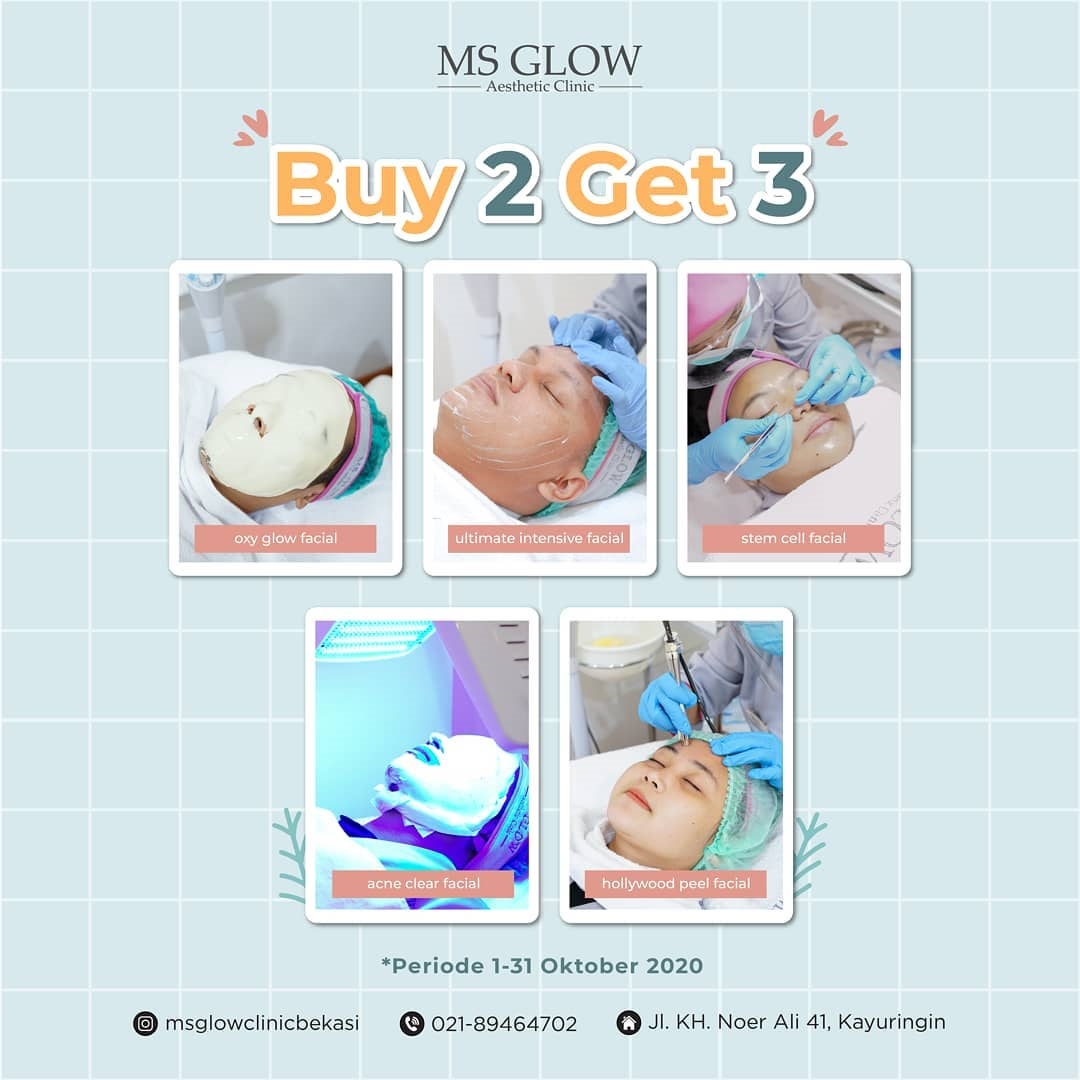 MS GLOW
Aesthetic Clinic
Buy 2 Get 3
oxy glow facial
ultimate intensive facial
stem cell facial
acne clear facial
hollywood peel facial
*Periode 1-31 Oktober 2020
msglowclinicbekasi
021-89464702
Jl. KH. Noer Ali 41, Kayuringin